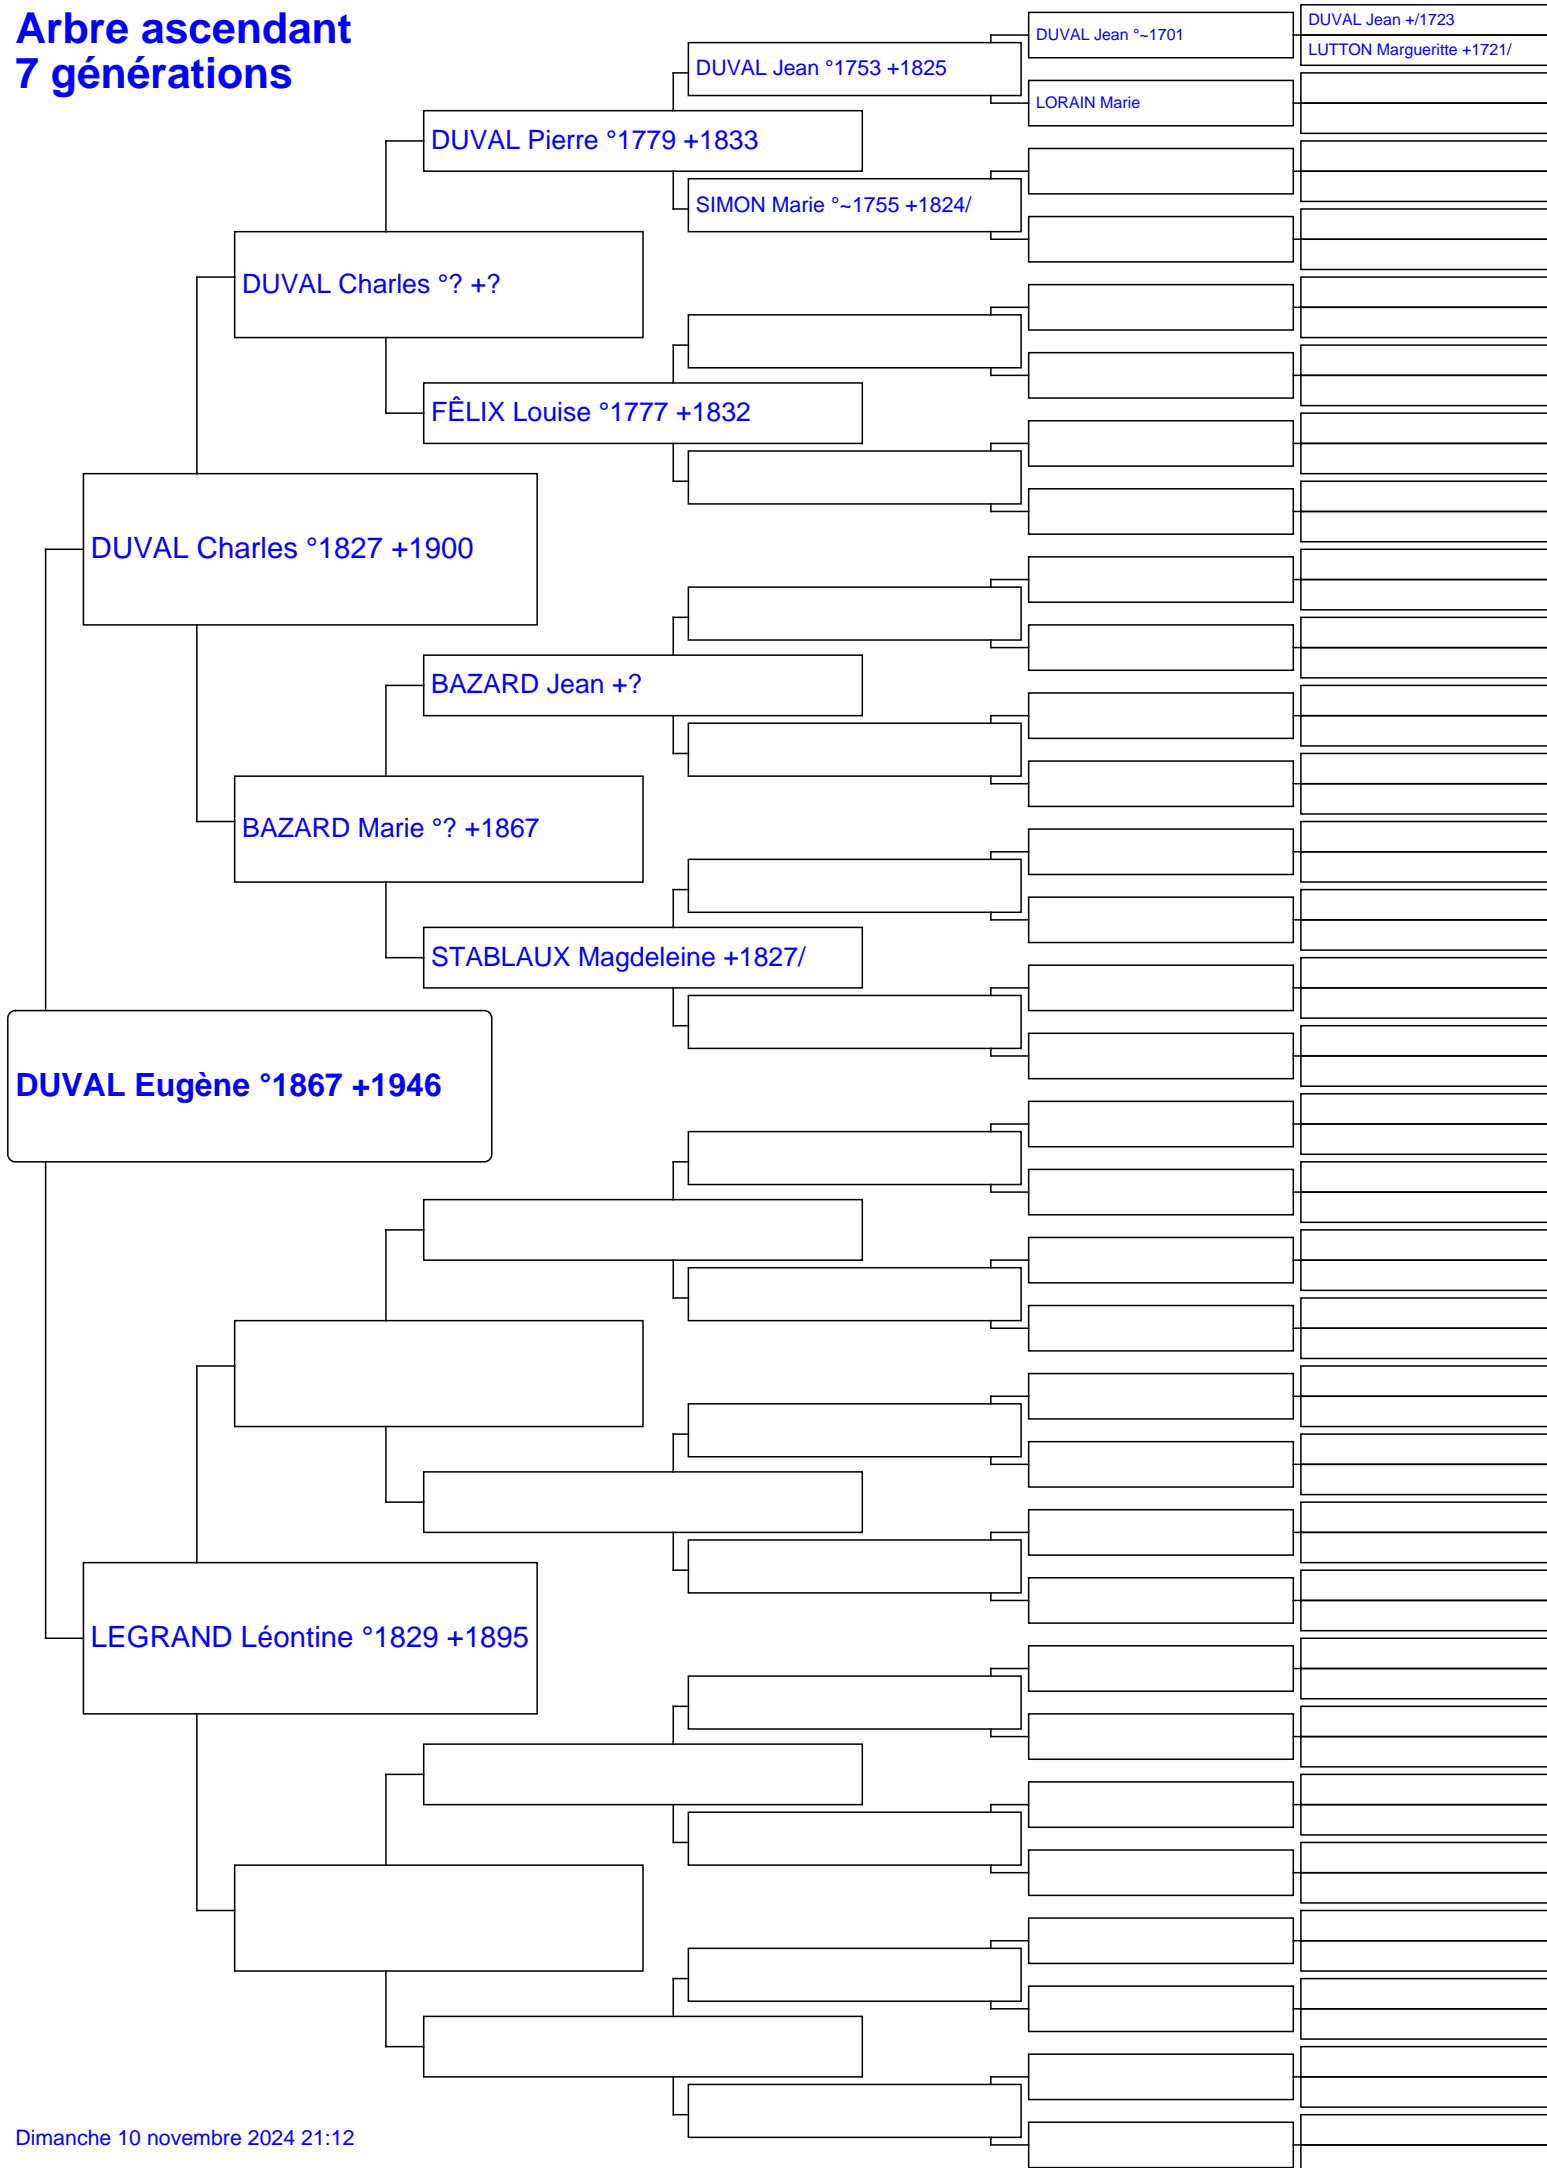 Arbre ascendant
7 générations
DUVAL Jean +/1723
DUVAL Jean °~1701
LUTTON Margueritte +1721/
DUVAL Jean °1753 +1825
LORAIN Marie
DUVAL Pierre °1779 +1833
SIMON Marie °~1755 +1824/
DUVAL Charles °? +?
FÊLIX Louise °1777 +1832
DUVAL Charles °1827 +1900
BAZARD Jean +?
BAZARD Marie °? +1867
STABLAUX Magdeleine +1827/
DUVAL Eugène °1867 +1946
LEGRAND Léontine °1829 +1895
Dimanche 10 novembre 2024 21:12